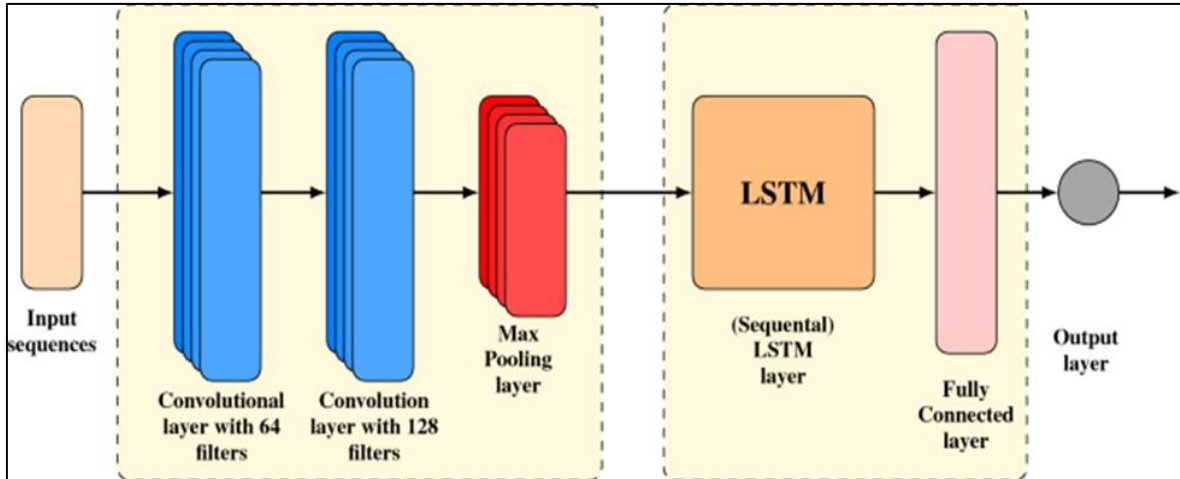 Input
sequences
Convolutional
layer with 64
filters
Convolution
layer with 128
filters
Max
Pooling
layer
LSTM
(Sequental)
LSTM
layer
Fully
Connected
layer
Output
layer